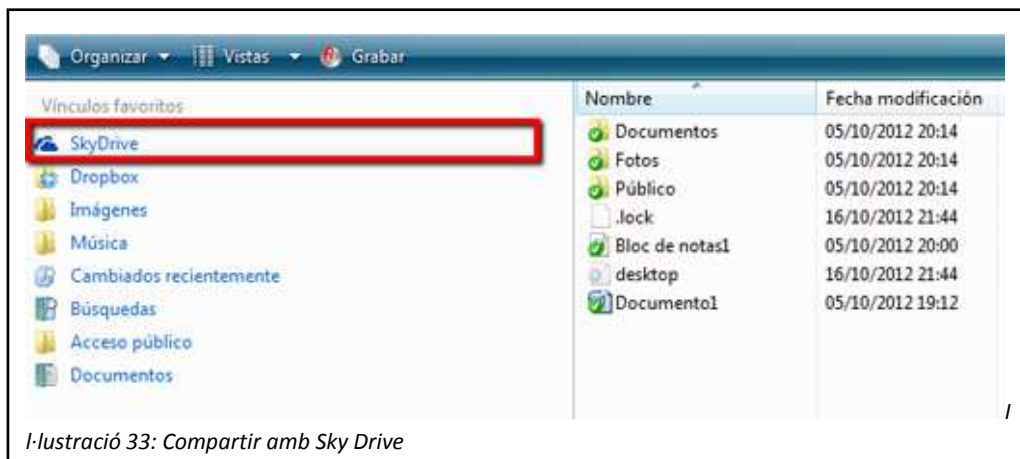 Organizar Vistas Grabar
Vínculos favoritos
SkyDrive
Dropbox
Imágenes
Música
Cambiados recientemente
Búsquedas
Acceso público
Documentos
Nombre Fecha modificación
Documentos 05/10/2012 20:14
Fotos 05/10/2012 20:14
Público 05/10/2012 20:14
.lock 16/10/2012 21:44
Bloc de notas1 05/10/2012 20:00
desktop 16/10/2012 21:44
Documento1 05/10/2012 19:12
I
l·lustració 33: Compartir amb Sky Drive